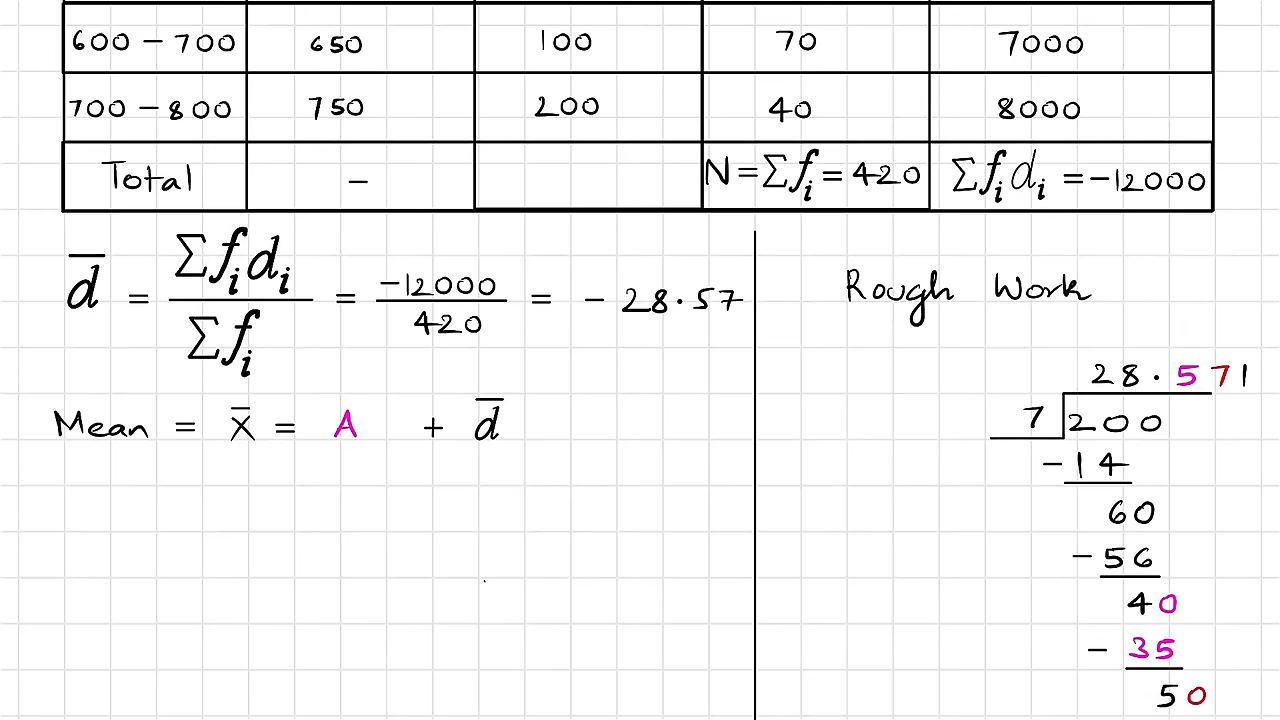 600 - 700 650 100 70 7000
700 - 800 750 200 40 8000
Total - N = Σfi = 420 Σfidi = -12000
d̅ = Σfidi / Σfi = -12000 / 420 = - 28.57
Mean = x̅ = A + d̅
Rough Work
28.571
7 200
-14
60
-56
40
- 35
50